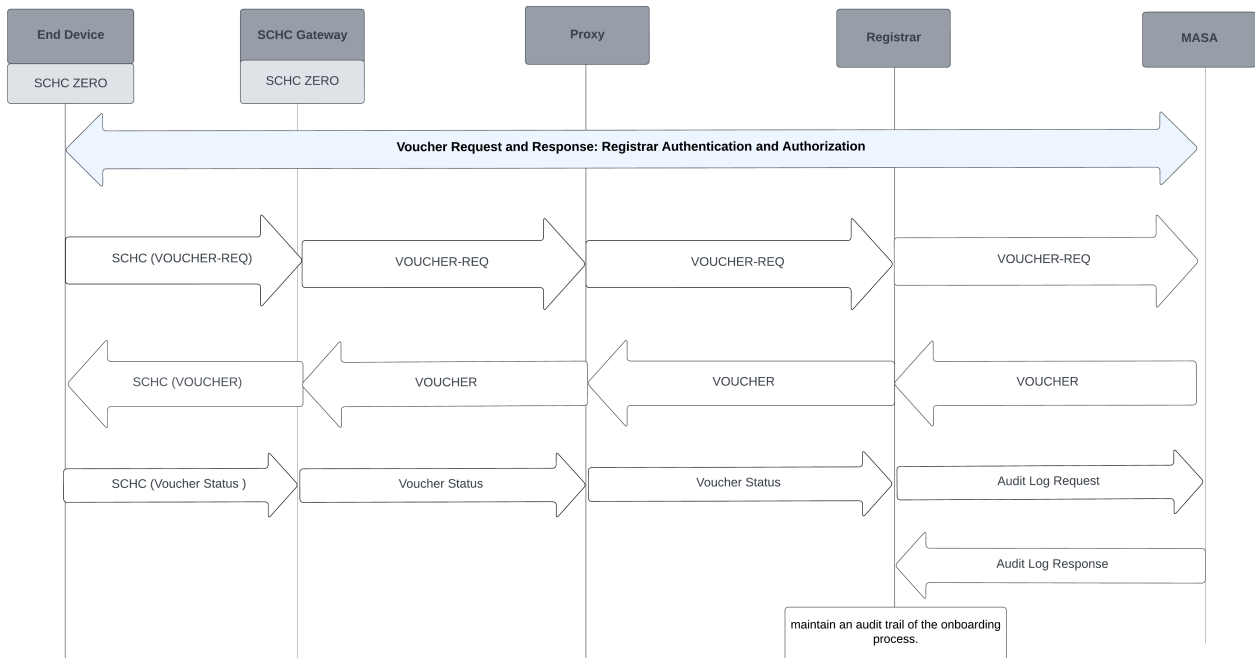 End Device
SCHC Gateway
Proxy
Registrar
MASA
SCHC ZERO
SCHC ZERO
Voucher Request and Response: Registrar Authentication and Authorization
SCHC (VOUCHER-REQ)
VOUCHER-REQ
VOUCHER-REQ
VOUCHER-REQ
SCHC (VOUCHER)
VOUCHER
VOUCHER
VOUCHER
SCHC (Voucher Status )
Voucher Status
Voucher Status
Audit Log Request
Audit Log Response
maintain an audit trail of the onboarding
process.